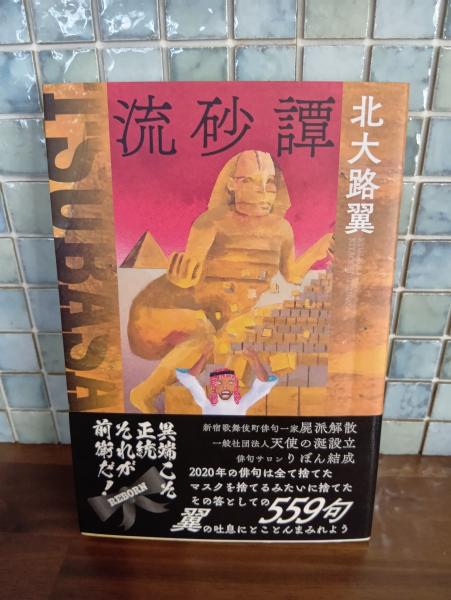 流砂譚
北大路翼
TSUBASA
異端こそ
正統
それが
前衛だ！
REBORN
新宿歌舞伎町俳句一家屍派解散
一般社団法人天使の涎設立
俳句サロンりぼん結成
2020年の俳句は全て捨てた
マスクを捨てるみたいに捨てた
その答としての559句
翼の吐息にとことんまみれよう